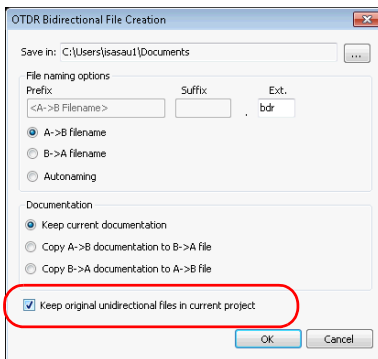 OTDR Bidirectional File Creation
Save in: C:\Users\isasau1\Documents
...
File naming options
Prefix Suffix Ext.
<A->B Filename> . bdr
A->B filename
B->A filename
Autonaming
Documentation
Keep current documentation
Copy A->B documentation to B->A file
Copy B->A documentation to A->B file
Keep original unidirectional files in current project
OK Cancel